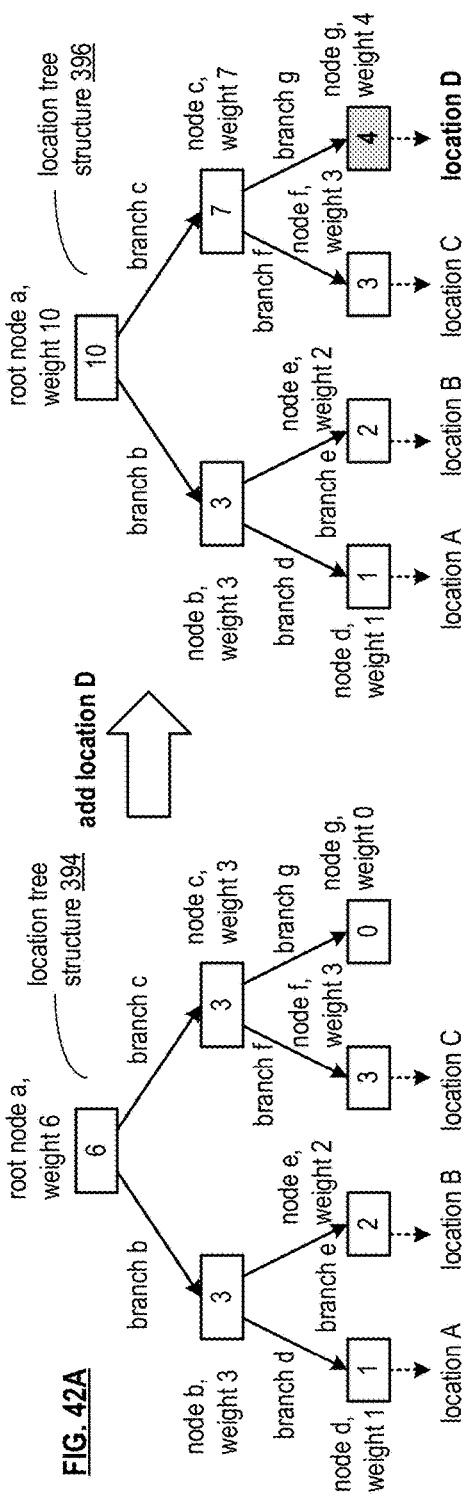 FIG. 42A
root node a,
weight 6
location tree
structure 394
6
branch b
branch c
node b,
weight 3
3
node c,
weight 3
3
branch d
branch e
branch f
branch g
node d,
weight 1
1
node e,
weight 2
2
node f,
weight 3
3
node g,
weight 0
0
location A
location B
location C
add location D
root node a,
weight 10
location tree
structure 396
10
branch b
branch c
node b,
weight 3
3
node c,
weight 7
7
branch d
branch e
branch f
branch g
node d,
weight 1
1
node e,
weight 2
2
node f,
weight 3
3
node g,
weight 4
4
location A
location B
location C
location D